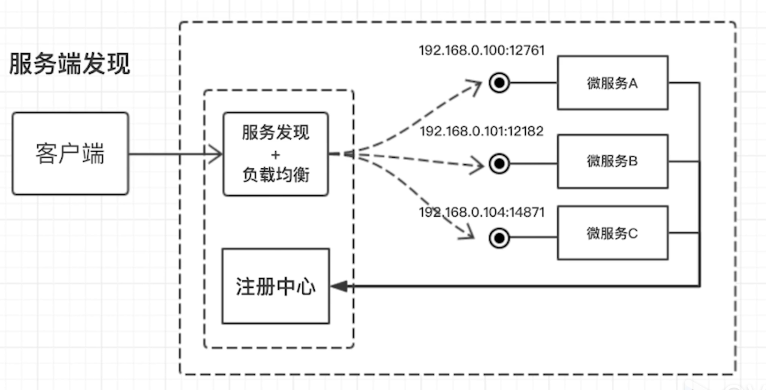 服务端发现
客户端
服务发现
+
负载均衡
注册中心
192.168.0.100:12761
微服务A
192.168.0.101:12182
微服务B
192.168.0.104:14871
微服务C